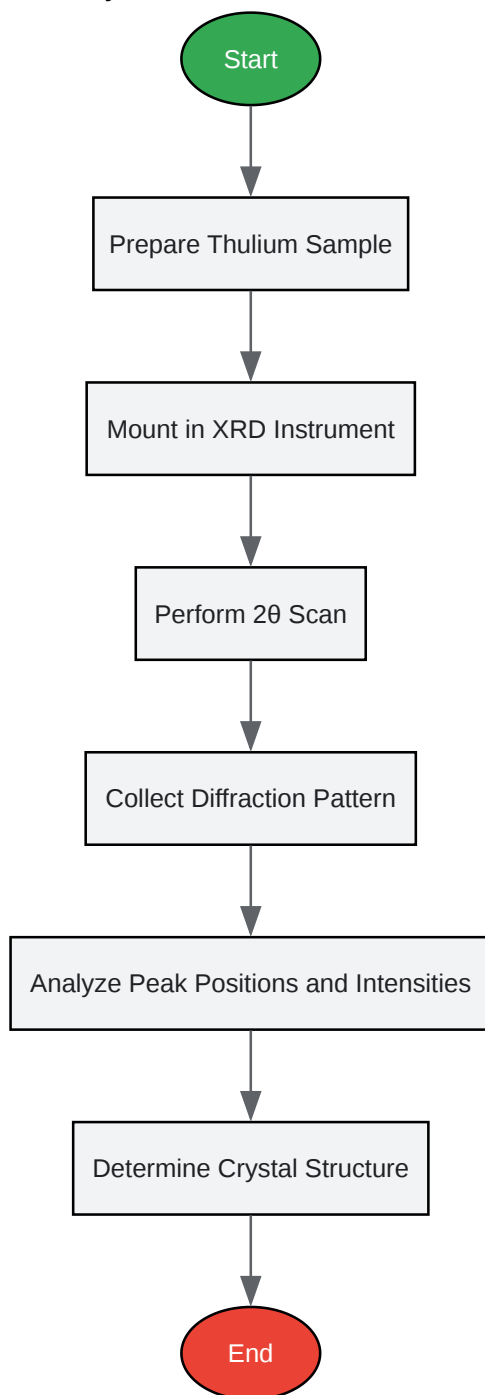 Start
Prepare Thulium Sample
Mount in XRD Instrument
Perform 2θ Scan
Collect Diffraction Pattern
Analyze Peak Positions and Intensities
Determine Crystal Structure
End